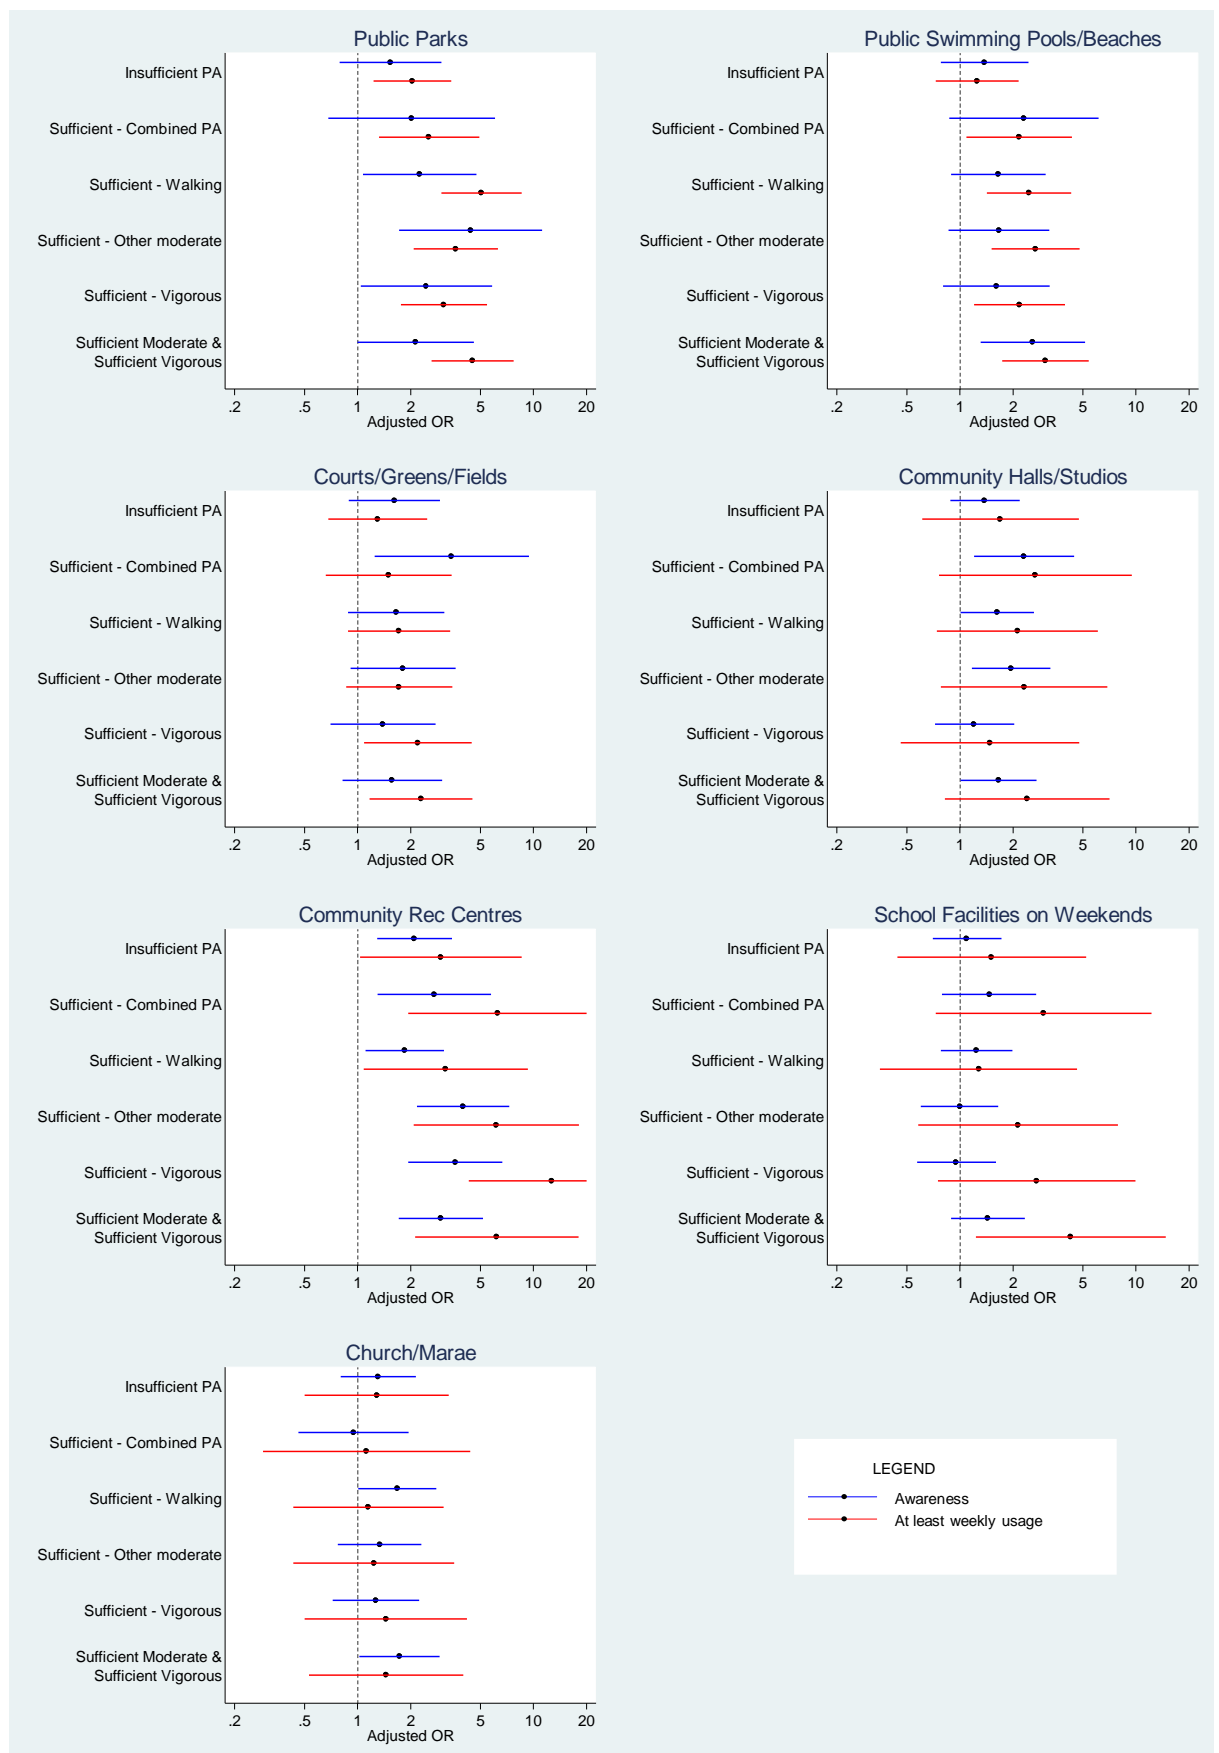 Public Parks
Insufficient PA
Sufficient - Combined PA
Sufficient - Walking
Sufficient - Other moderate
Sufficient - Vigorous
Sufficient Moderate &
Sufficient Vigorous
.2 .5 1 2 5 10 20
Adjusted OR
Public Swimming Pools/Beaches
Insufficient PA
Sufficient - Combined PA
Sufficient - Walking
Sufficient - Other moderate
Sufficient - Vigorous
Sufficient Moderate &
Sufficient Vigorous
.2 .5 1 2 5 10 20
Adjusted OR
Courts/Greens/Fields
Insufficient PA
Sufficient - Combined PA
Sufficient - Walking
Sufficient - Other moderate
Sufficient - Vigorous
Sufficient Moderate &
Sufficient Vigorous
.2 .5 1 2 5 10 20
Adjusted OR
Community Halls/Studios
Insufficient PA
Sufficient - Combined PA
Sufficient - Walking
Sufficient - Other moderate
Sufficient - Vigorous
Sufficient Moderate &
Sufficient Vigorous
.2 .5 1 2 5 10 20
Adjusted OR
Community Rec Centres
Insufficient PA
Sufficient - Combined PA
Sufficient - Walking
Sufficient - Other moderate
Sufficient - Vigorous
Sufficient Moderate &
Sufficient Vigorous
.2 .5 1 2 5 10 20
Adjusted OR
School Facilities on Weekends
Insufficient PA
Sufficient - Combined PA
Sufficient - Walking
Sufficient - Other moderate
Sufficient - Vigorous
Sufficient Moderate &
Sufficient Vigorous
.2 .5 1 2 5 10 20
Adjusted OR
Church/Marae
Insufficient PA
Sufficient - Combined PA
Sufficient - Walking
Sufficient - Other moderate
Sufficient - Vigorous
Sufficient Moderate &
Sufficient Vigorous
.2 .5 1 2 5 10 20
Adjusted OR
LEGEND
Awareness
At least weekly usage